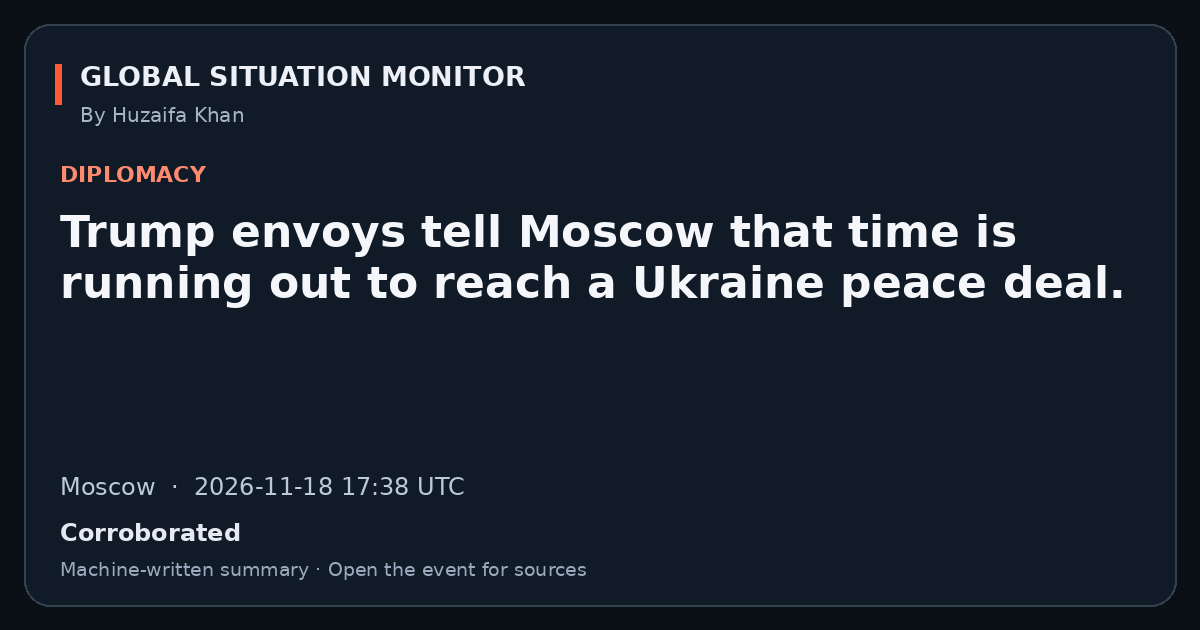 GLOBAL SITUATION MONITOR
By Huzaifa Khan
DIPLOMACY
Trump envoys tell Moscow that time is
running out to reach a Ukraine peace deal.
Moscow · 2026-11-18 17:38 UTC
Corroborated
Machine-written summary · Open the event for sources